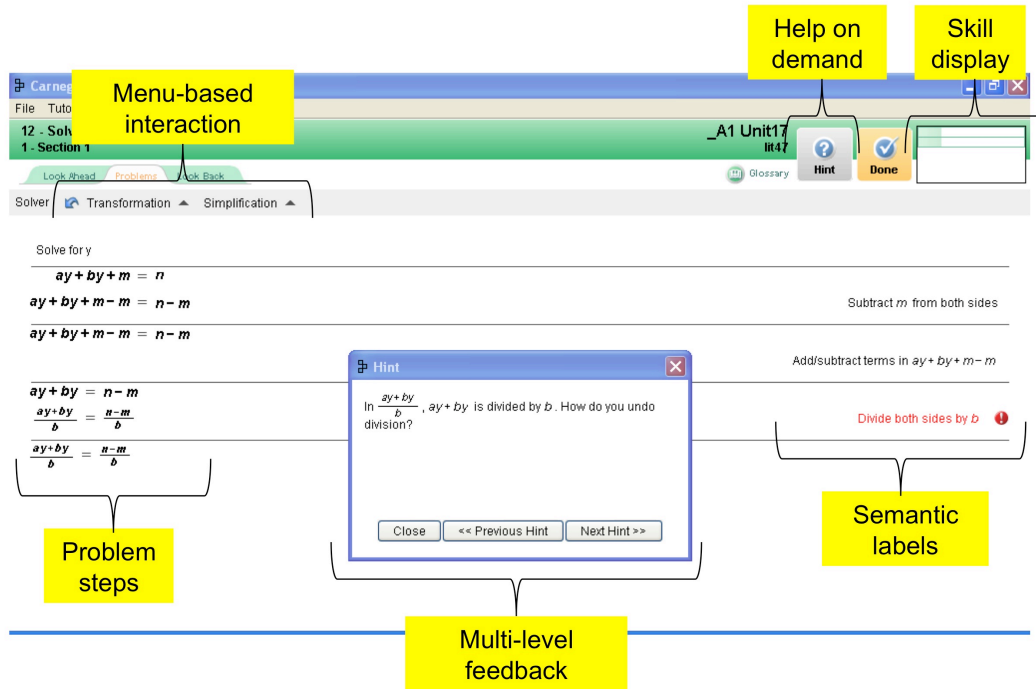 Help on
demand
Skill
display
Menu-based
interaction
File
12 - Solv
1 - Section 1
_A1 Unit17
lit47
Hint
Done
Look Ahead Problems Look Back
Glossary
Solver Transformation Simplification
Solve for y
ay + by + m = n
ay + by + m − m = n − m
Subtract m from both sides
ay + by + m − m = n − m
Add/subtract terms in ay + by + m − m
ay + by = n − m
(ay+by)/b = (n−m)/b
Divide both sides by b
(ay+by)/b = (n−m)/b
Hint
In (ay+by)/b , ay + by is divided by b . How do you undo
division?
Close << Previous Hint Next Hint >>
Problem
steps
Semantic
labels
Multi-level
feedback